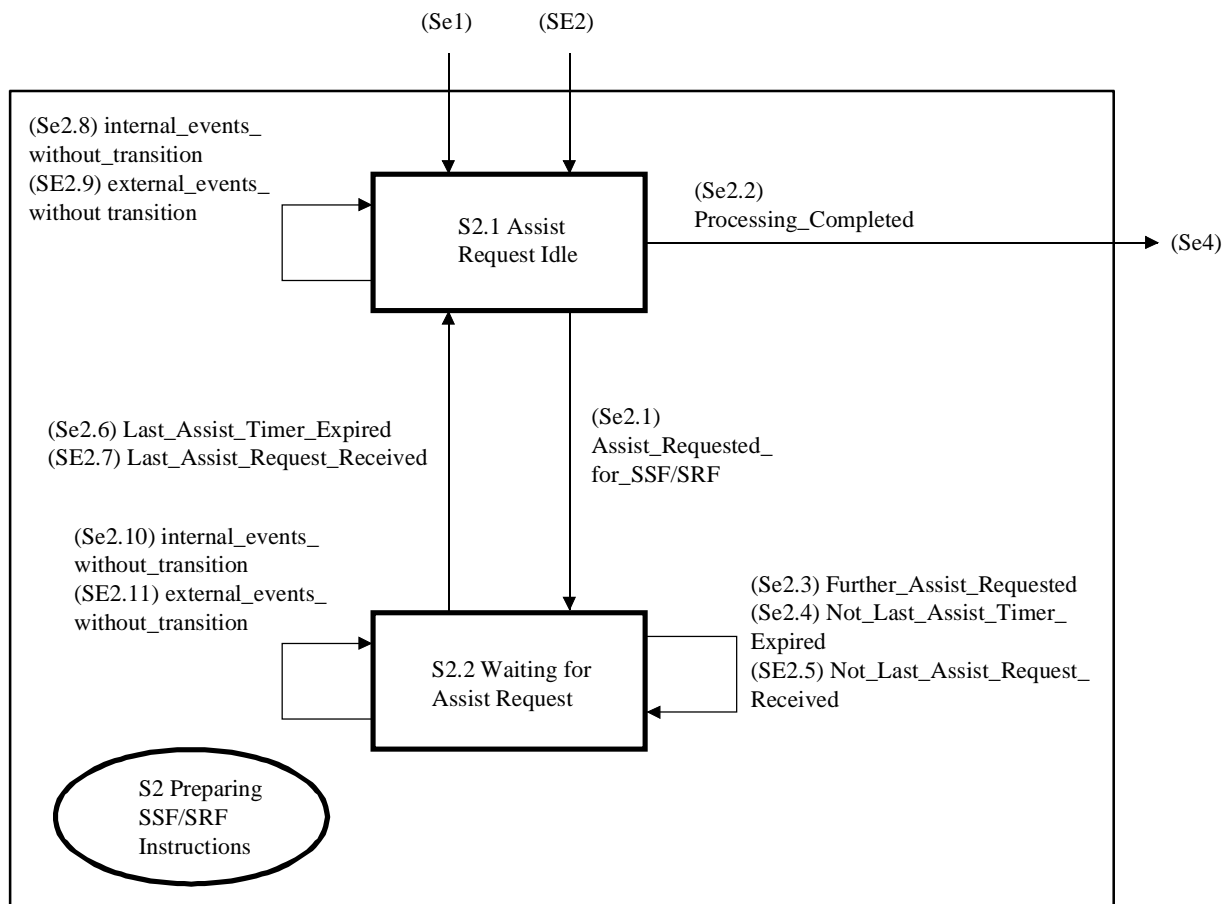 (Se1)
(SE2)
(Se2.8) internal_events_
without_transition
(SE2.9) external_events_
without transition
S2.1 Assist
Request Idle
(Se2.2)
Processing_Completed
(Se4)
(Se2.6) Last_Assist_Timer_Expired
(SE2.7) Last_Assist_Request_Received
(Se2.1)
Assist_Requested_
for_SSF/SRF
(Se2.10) internal_events_
without_transition
(SE2.11) external_events_
without_transition
S2.2 Waiting for
Assist Request
(Se2.3) Further_Assist_Requested
(Se2.4) Not_Last_Assist_Timer_
Expired
(SE2.5) Not_Last_Assist_Request_
Received
S2 Preparing
SSF/SRF
Instructions